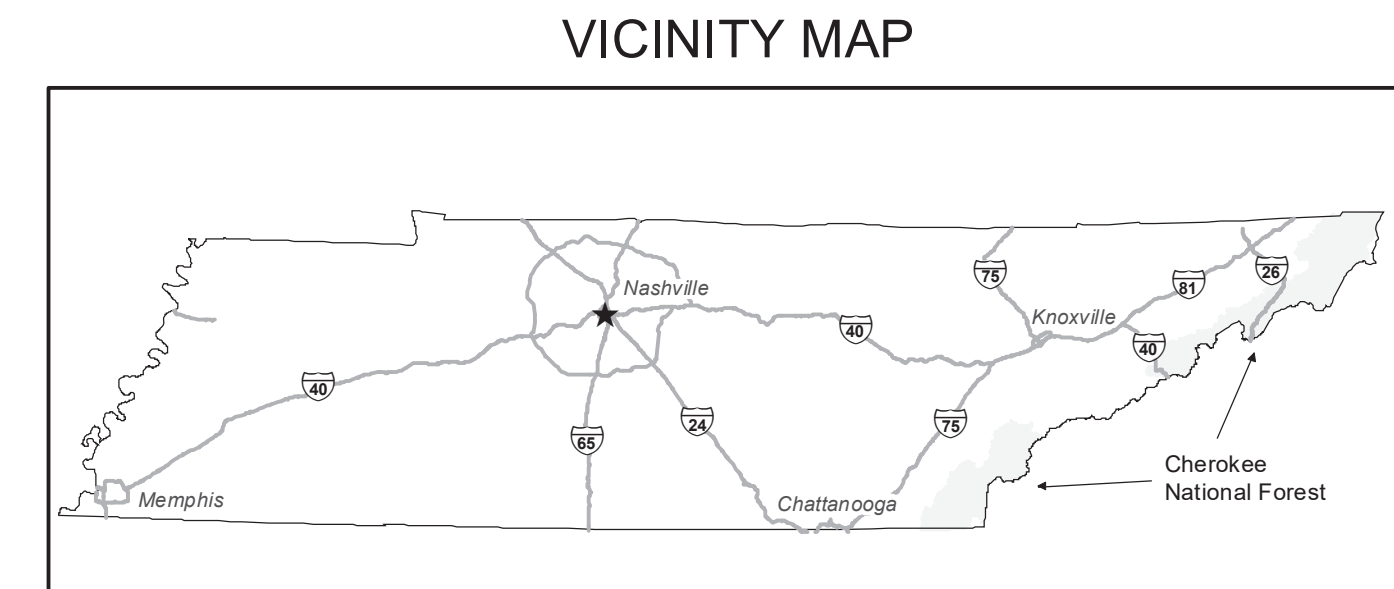 VICINITY MAP
75
26
81
Nashville
Knoxville
40
40
40
75
24
65
Cherokee
National Forest
Memphis
Chattanooga